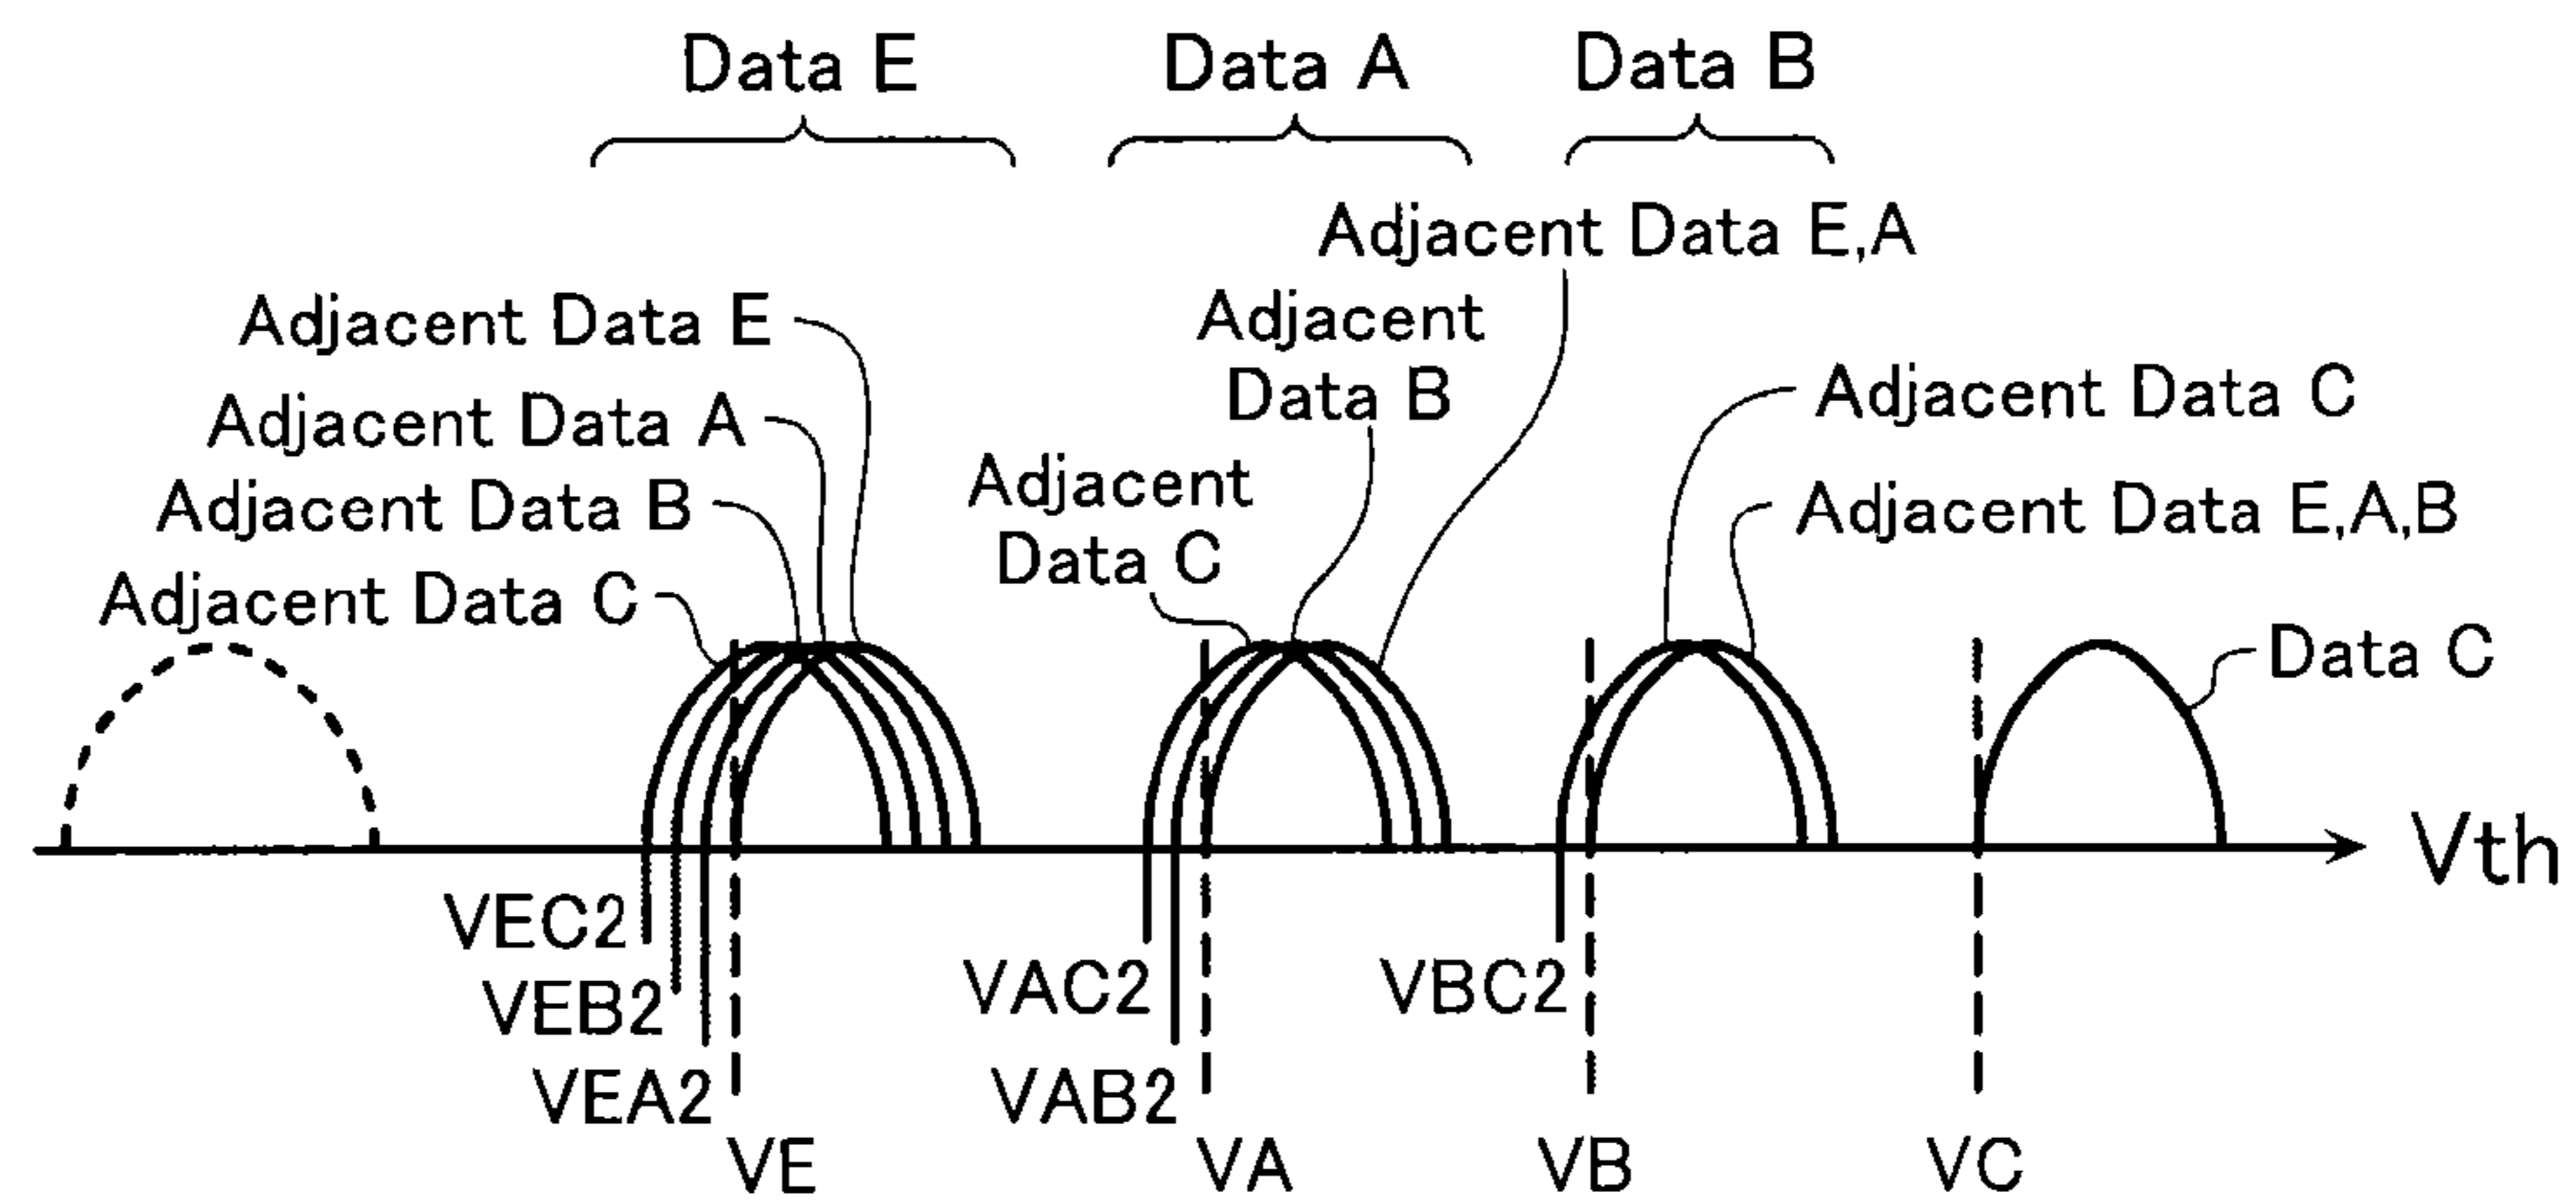 Data E
Data A
Data B
Adjacent Data E,A
Adjacent Data E
Adjacent
Data B
Adjacent Data A
Adjacent Data C
Adjacent
Data C
Adjacent Data B
Adjacent Data E,A,B
Adjacent Data C
Data C
Vth
VEC2
VEB2
VEA2
VE
VAC2
VAB2
VA
VBC2
VB
VC